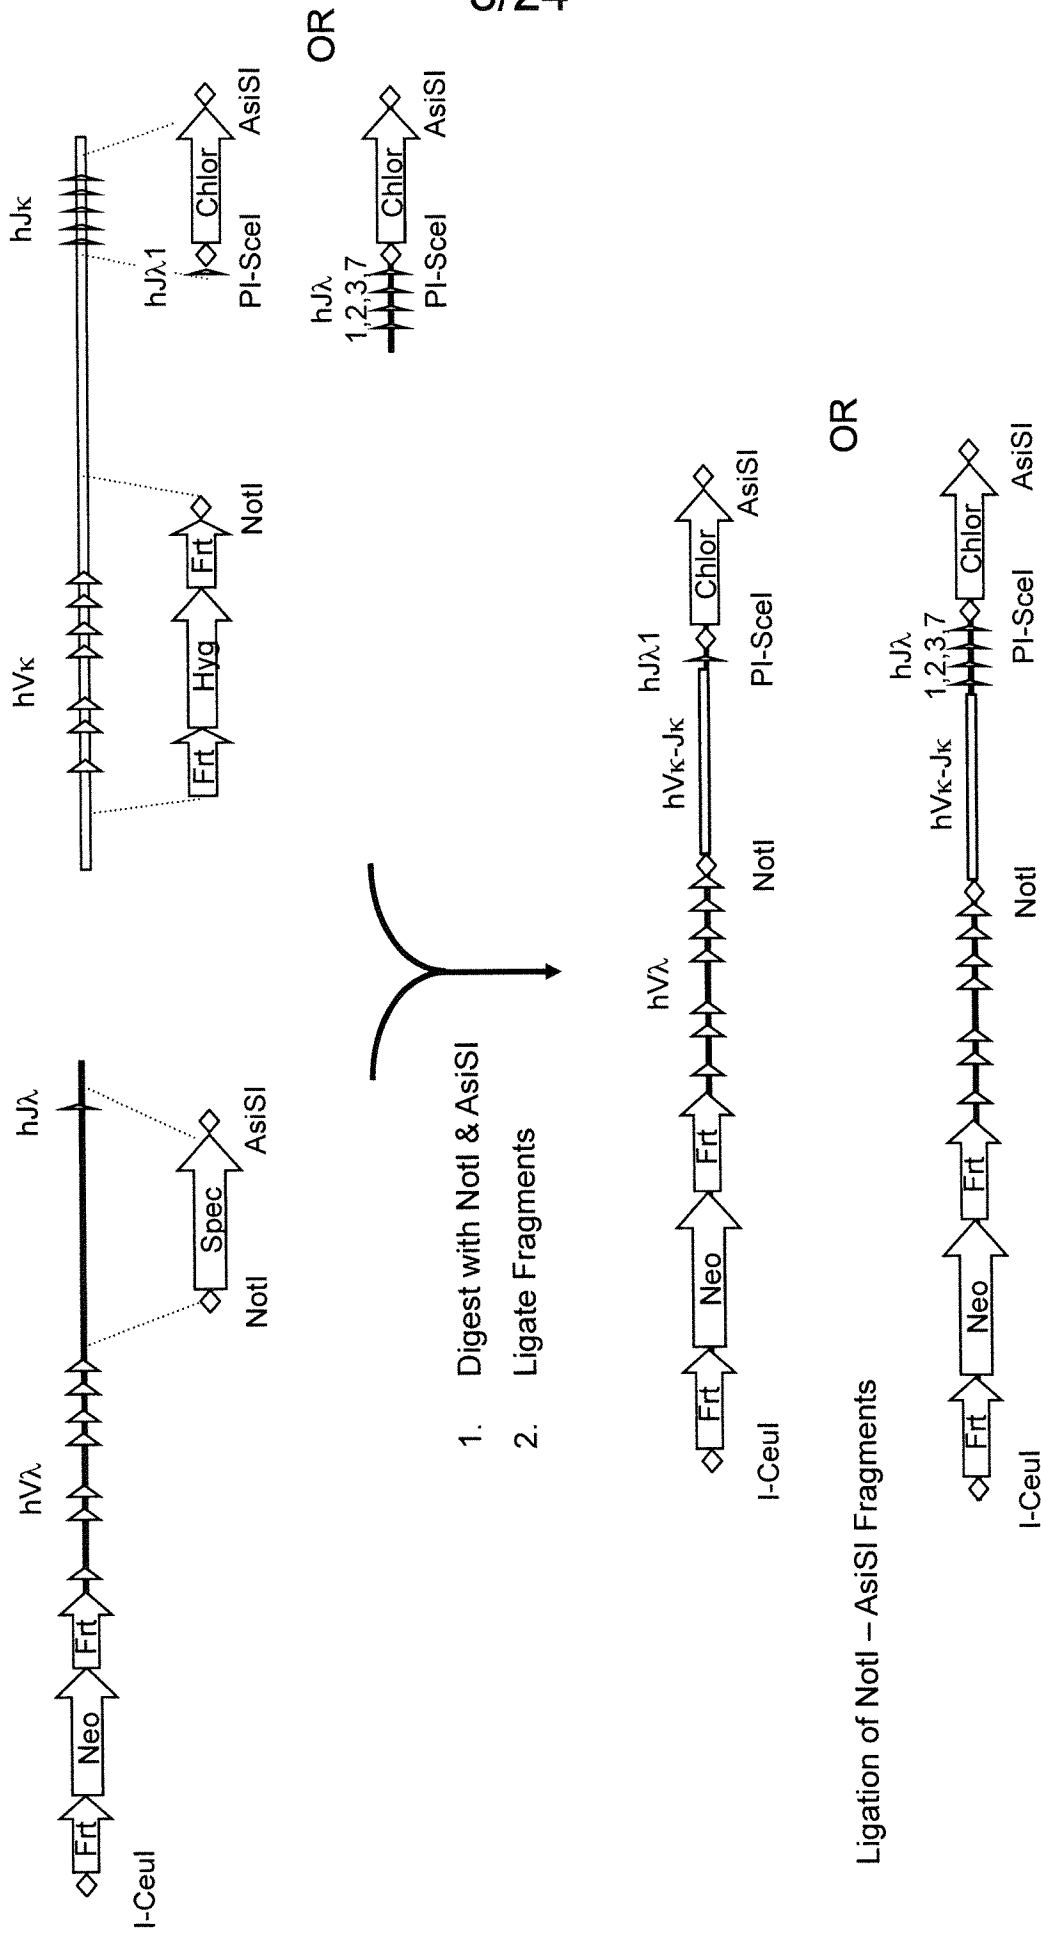 hVλ
hJλ
hVκ
hJκ
Frt
Neo
Frt
I-CeuI
Spec
NotI
AsiSI
Frt
Hyg
Frt
NotI
hJλ1
Chlor
PI-SceI
AsiSI
OR
hJλ
1,2,3,7
Chlor
PI-SceI
AsiSI
1. Digest with NotI & AsiSI
2. Ligate Fragments
hVλ
hVκ-Jκ
hJλ1
Frt
Neo
Frt
Chlor
I-CeuI
NotI
PI-SceI
AsiSI
OR
Ligation of NotI – AsiSI Fragments
hVκ-Jκ
hJλ
1,2,3,7
Frt
Neo
Frt
Chlor
I-CeuI
NotI
PI-SceI
AsiSI